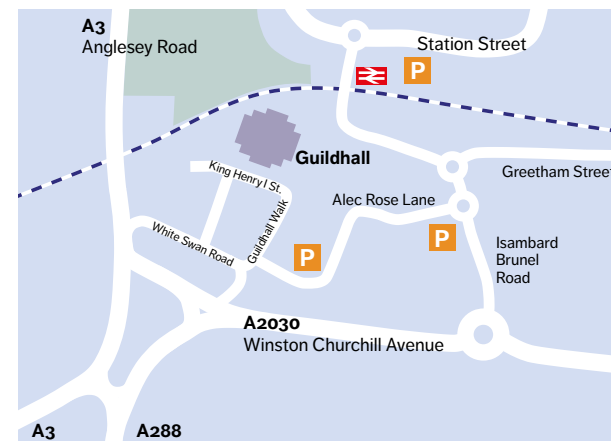 A3
Anglesey Road
Station Street
P
Guildhall
King Henry I St.
Greetham Street
Alec Rose Lane
Guildhall Walk
White Swan Road
P
P
Isambard
Brunel
Road
A2030
Winston Churchill Avenue
A3
A288